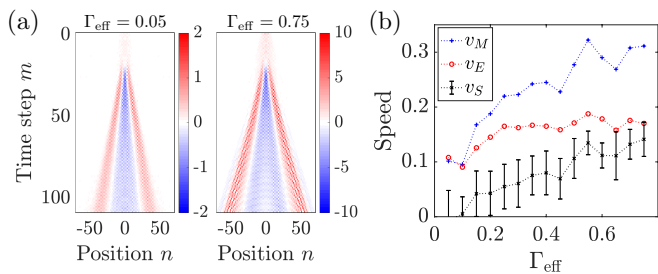 (a)
Γeff = 0.05
Γeff = 0.75
(b)
0
50
100
Time step m
-50 0 50
Position n
2
1
0
-1
-2
-50 0 50
Position n
10
5
0
-5
-10
0.3
0.2
0.1
0
Speed
vM
vE
vS
0 0.2 0.4 0.6
Γeff